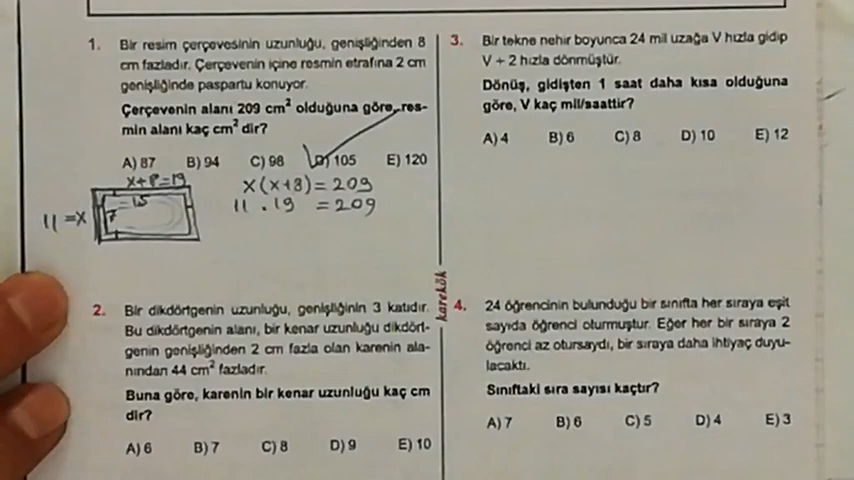 1. Bir resim çerçevesinin uzunluğu, genişliğinden 8
cm fazladır. Çerçevenin içine resmin etrafına 2 cm
genişliğinde paspartu konuyor.
Çerçevenin alanı 209 cm² olduğuna göre, res-
min alanı kaç cm² dir?
A) 87 B) 94 C) 98 D) 105 E) 120
x+8=19
x(x+8)=209
11 = x
=15
7
11 . 19 = 209
2. Bir dikdörtgenin uzunluğu, genişliğinin 3 katıdır.
Bu dikdörtgenin alanı, bir kenar uzunluğu dikdört-
genin genişliğinden 2 cm fazla olan karenin ala-
nından 44 cm² fazladır.
Buna göre, karenin bir kenar uzunluğu kaç cm
dir?
A) 6 B) 7 C) 8 D) 9 E) 10
karekök
3. Bir tekne nehir boyunca 24 mil uzağa V hızla gidip
V + 2 hızla dönmüştür.
Dönüş, gidişten 1 saat daha kısa olduğuna
göre, V kaç mil/saattir?
A) 4 B) 6 C) 8 D) 10 E) 12
4. 24 öğrencinin bulunduğu bir sınıfta her sıraya eşit
sayıda öğrenci oturmuştur. Eğer her bir sıraya 2
öğrenci az otursaydı, bir sıraya daha ihtiyaç duyu-
lacaktı.
Sınıftaki sıra sayısı kaçtır?
A) 7 B) 6 C) 5 D) 4 E) 3